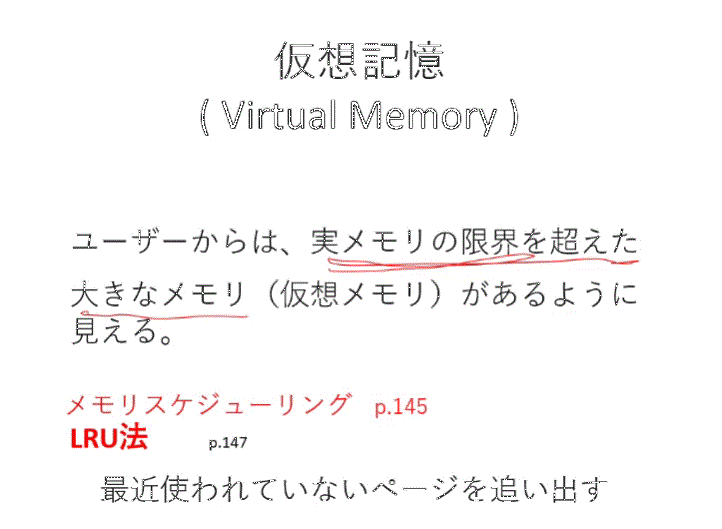 仮想記憶
( Virtual Memory )
ユーザーからは、実メモリの限界を超えた
大きなメモリ（仮想メモリ）があるように
見える。
メモリスケジューリング p.145
LRU法 p.147
最近使われていないページを追い出す